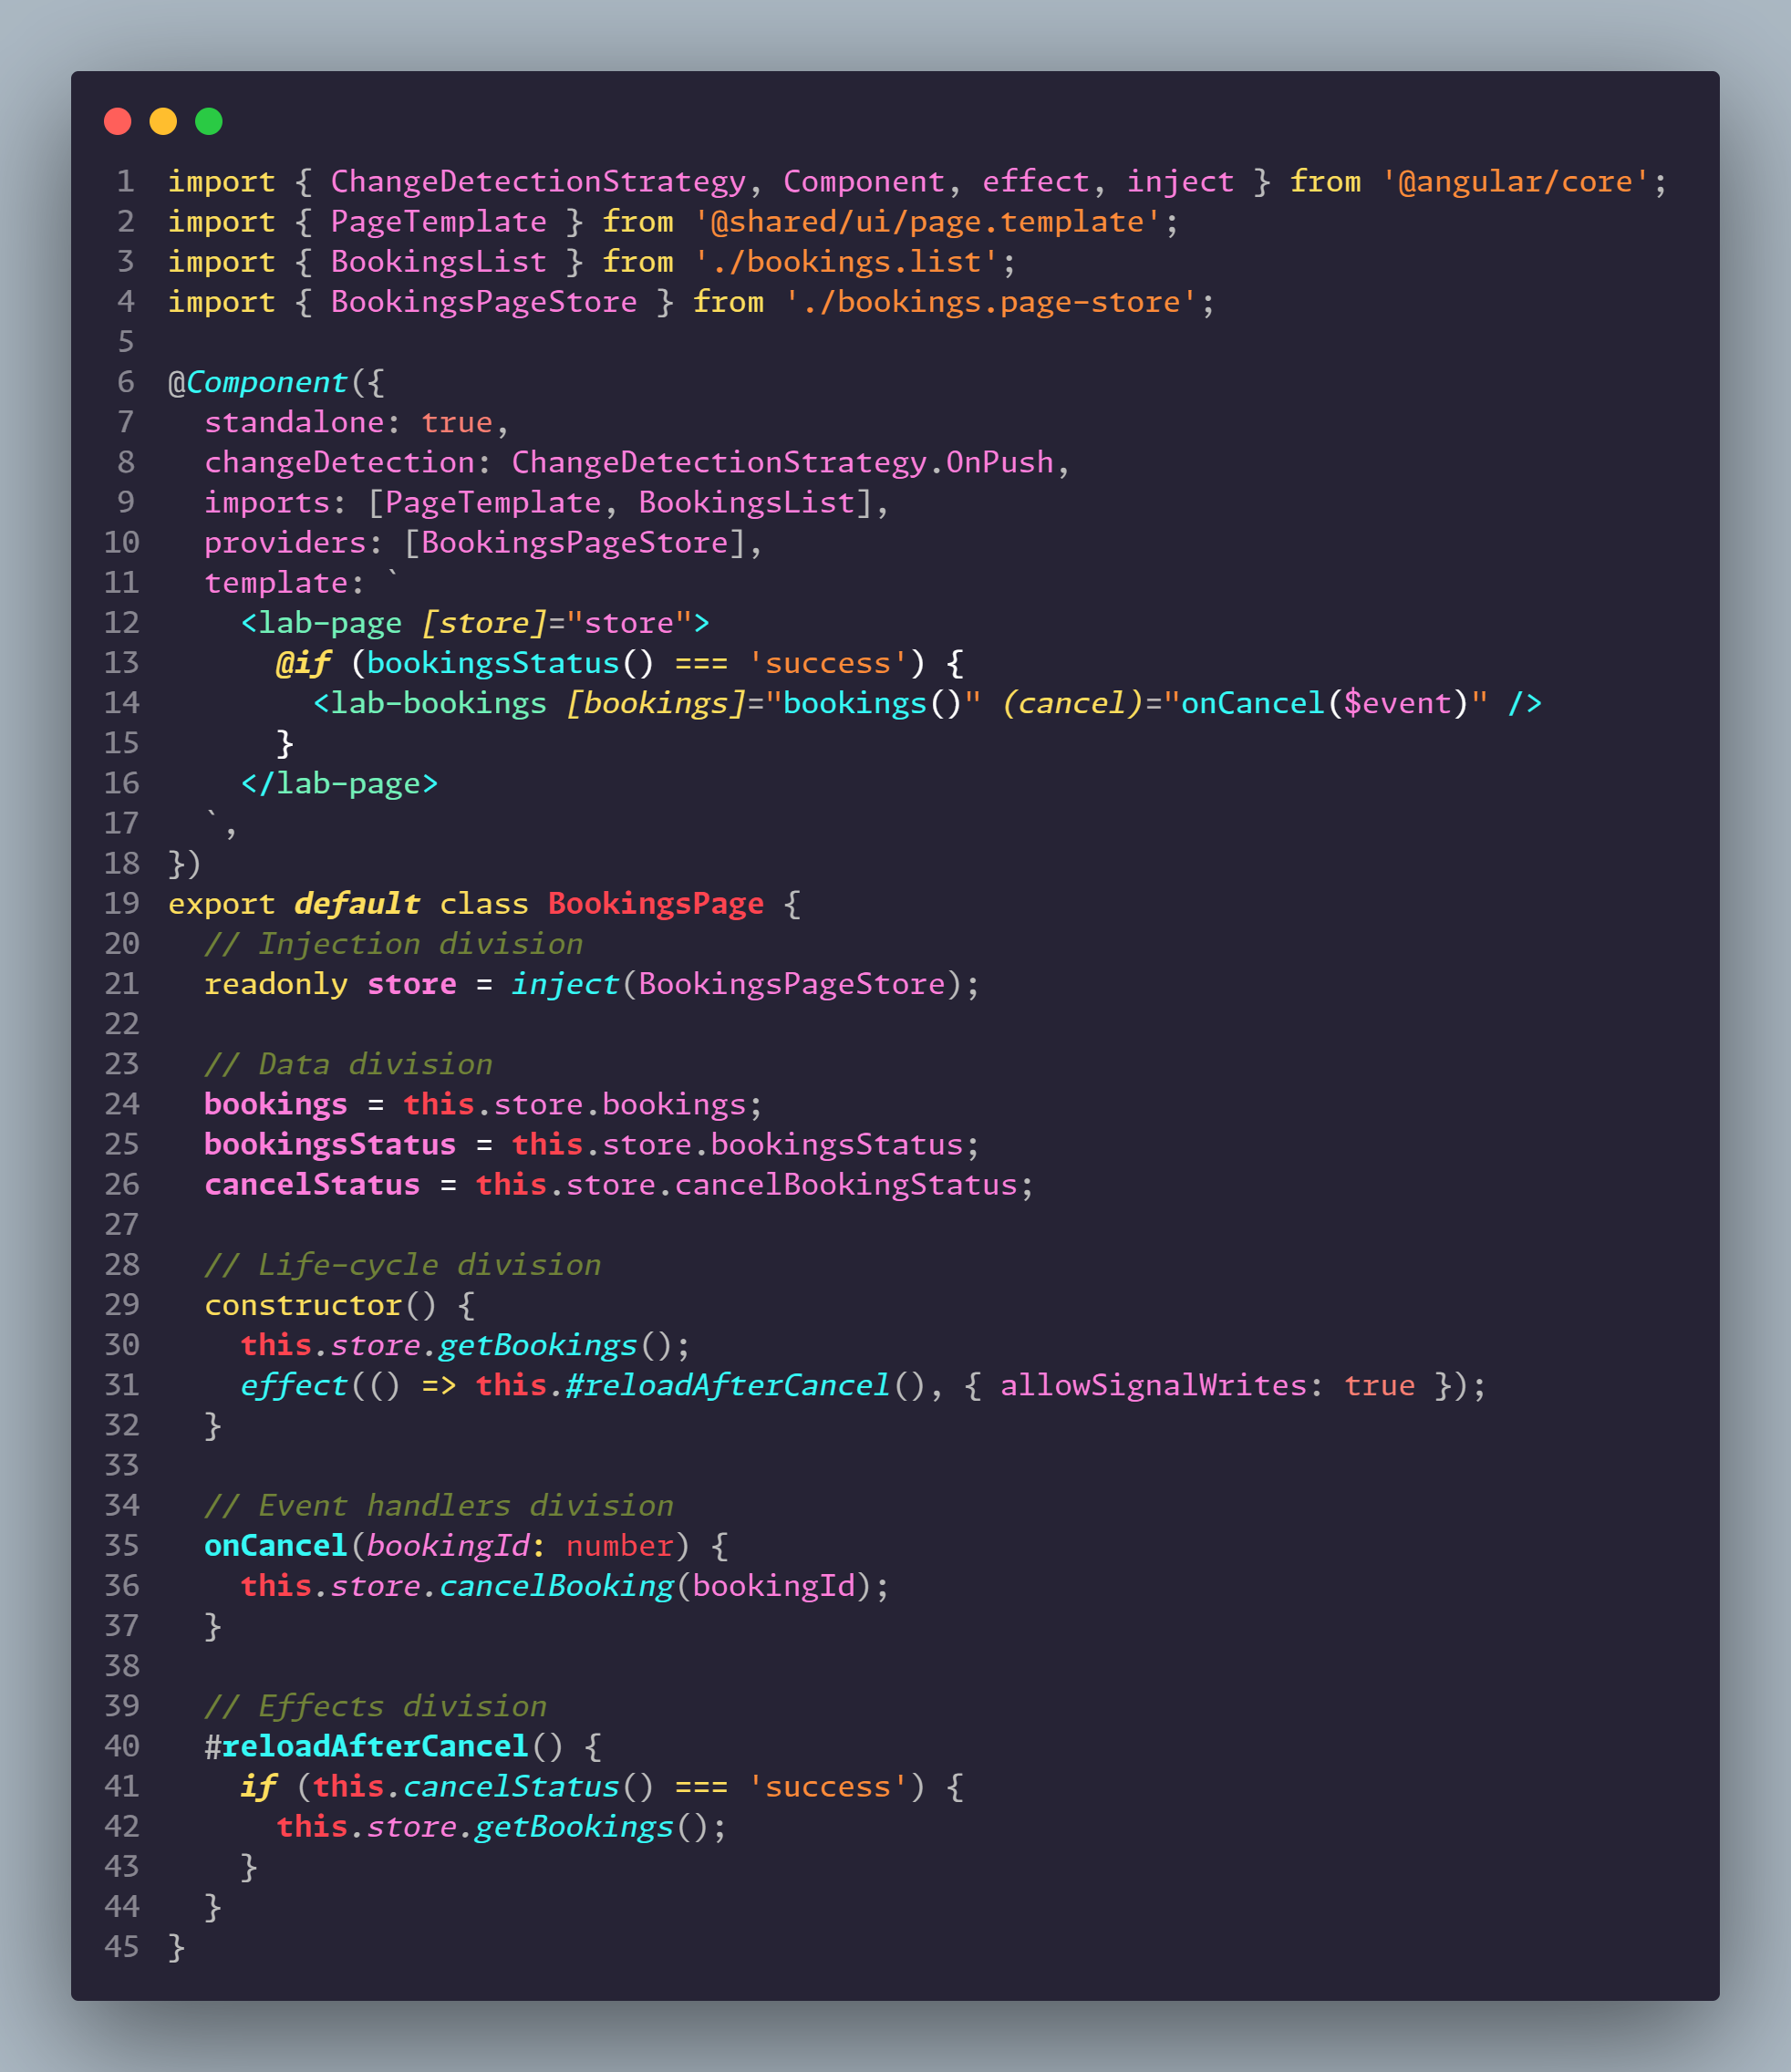 1 import { ChangeDetectionStrategy, Component, effect, inject } from '@angular/core';
2 import { PageTemplate } from '@shared/ui/page.template';
3 import { BookingsList } from './bookings.list';
4 import { BookingsPageStore } from './bookings.page-store';
5
6 @Component({
7   standalone: true,
8   changeDetection: ChangeDetectionStrategy.OnPush,
9   imports: [PageTemplate, BookingsList],
10   providers: [BookingsPageStore],
11   template: `
12     <lab-page [store]="store">
13       @if (bookingsStatus() === 'success') {
14         <lab-bookings [bookings]="bookings()" (cancel)="onCancel($event)" />
15       }
16     </lab-page>
17   `,
18 })
19 export default class BookingsPage {
20   // Injection division
21   readonly store = inject(BookingsPageStore);
22
23   // Data division
24   bookings = this.store.bookings;
25   bookingsStatus = this.store.bookingsStatus;
26   cancelStatus = this.store.cancelBookingStatus;
27
28   // Life-cycle division
29   constructor() {
30     this.store.getBookings();
31     effect(() => this.#reloadAfterCancel(), { allowSignalWrites: true });
32   }
33
34   // Event handlers division
35   onCancel(bookingId: number) {
36     this.store.cancelBooking(bookingId);
37   }
38
39   // Effects division
40   #reloadAfterCancel() {
41     if (this.cancelStatus() === 'success') {
42       this.store.getBookings();
43     }
44   }
45 }